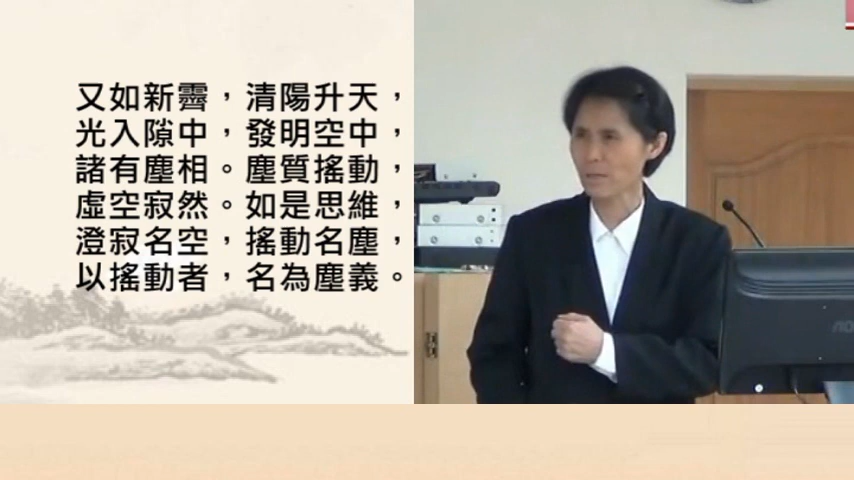 又如新霽，清陽升天，
光入隙中，發明空中，
諸有塵相。塵質搖動，
虛空寂然。如是思維，
澄寂名空，搖動名塵，
以搖動者，名為塵義。